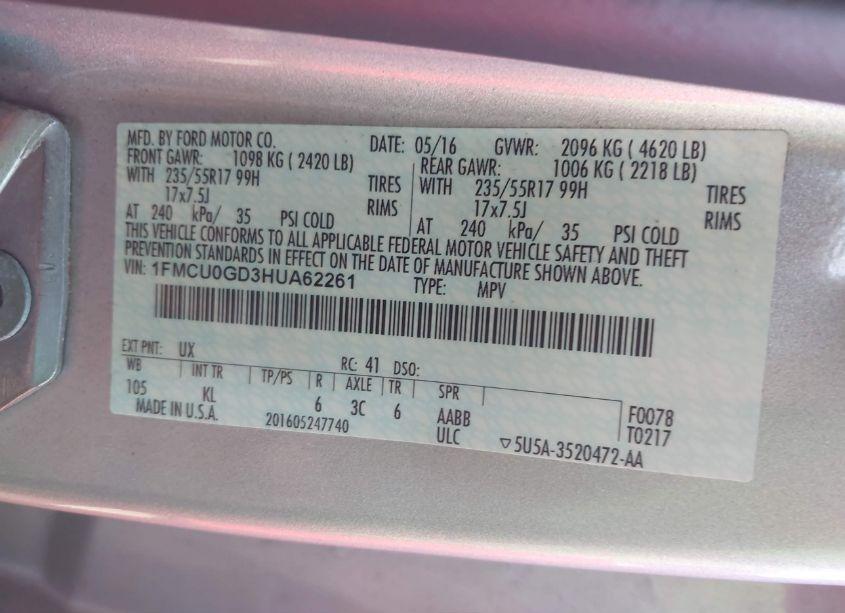 MFD. BY FORD MOTOR CO. DATE: 05/16 GVWR: 2096 KG ( 4620 LB)
FRONT GAWR: 1098 KG ( 2420 LB) REAR GAWR: 1006 KG ( 2218 LB)
WITH 235/55R17 99H TIRES WITH 235/55R17 99H TIRES
17x7.5J RIMS 17x7.5J RIMS
AT 240 kPa/ 35 PSI COLD AT 240 kPa/ 35 PSI COLD
THIS VEHICLE CONFORMS TO ALL APPLICABLE FEDERAL MOTOR VEHICLE SAFETY AND THEFT
PREVENTION STANDARDS IN EFFECT ON THE DATE OF MANUFACTURE SHOWN ABOVE.
VIN: 1FMCU0GD3HUA62261 TYPE: MPV
EXT PNT: UX RC: 41 DSO:
WB INT TR TP/PS R AXLE TR SPR
105 KL 6 3C 6 AABB F0078
MADE IN U.S.A. 201605247740 ULC T0217
▽5U5A-3520472-AA